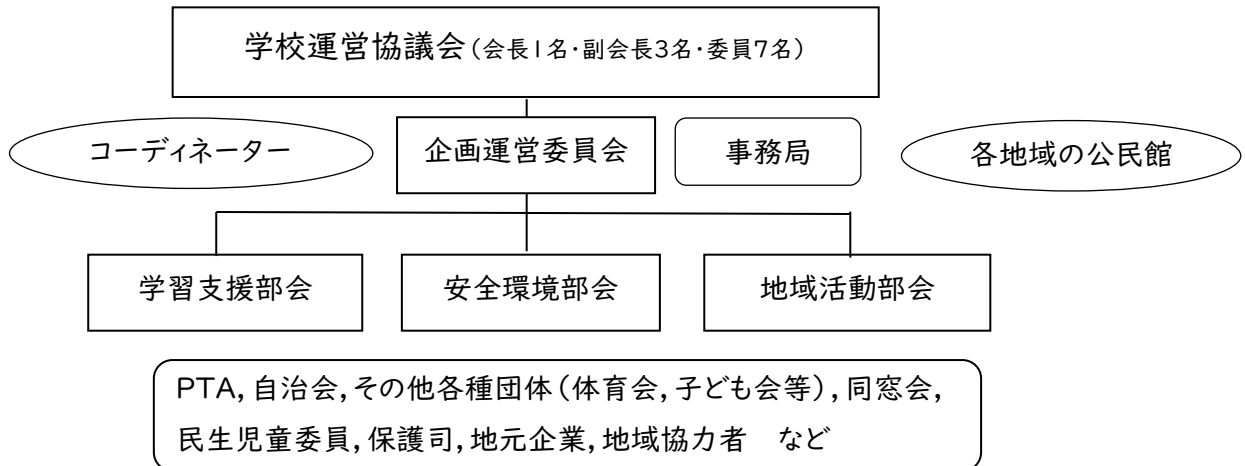 学校運営協議会(会長1名・副会長3名・委員7名)
コーディネーター
企画運営委員会
事務局
各地域の公民館
学習支援部会
安全環境部会
地域活動部会
PTA,自治会,その他各種団体(体育会,子ども会等),同窓会,
民生児童委員,保護司,地元企業,地域協力者　など